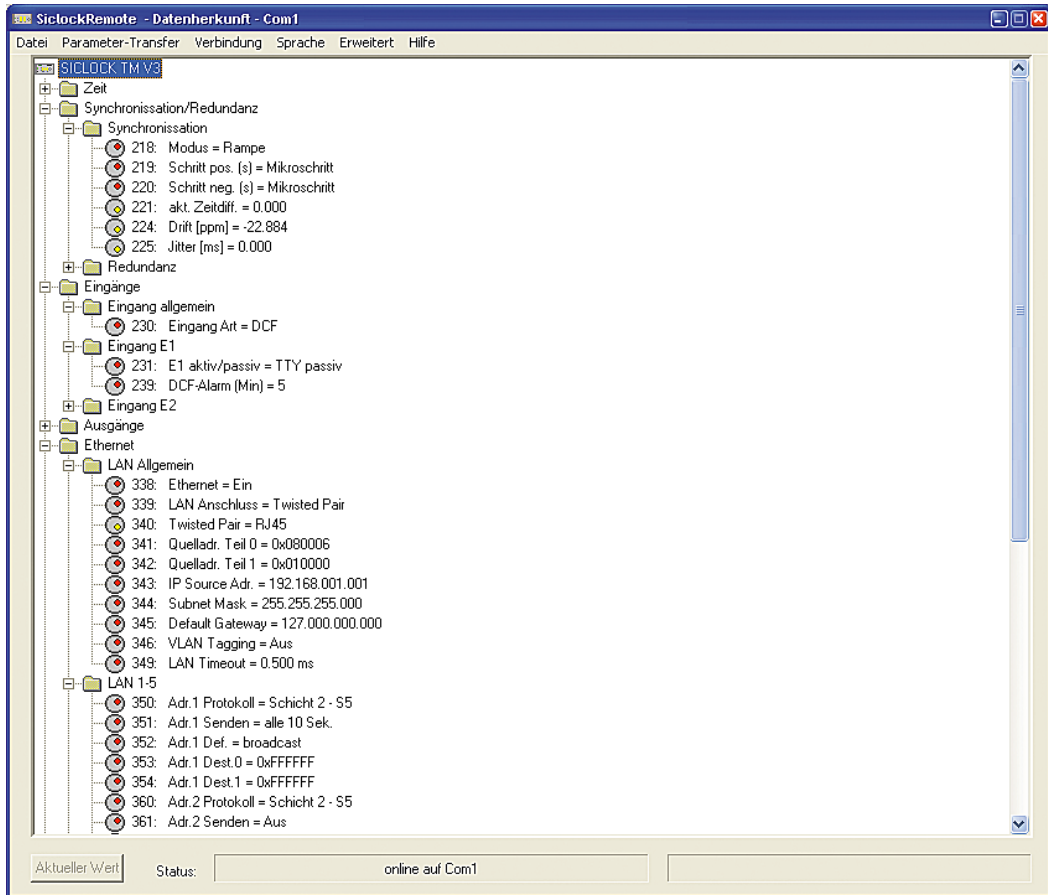 SiclockRemote - Datenherkunft - Com1
Datei Parameter-Transfer Verbindung Sprache Erweitert Hilfe
SICLOCK TM V3
Zeit
Synchronissation/Redundanz
Synchronissation
218: Modus = Rampe
219: Schritt pos. (s) = Mikroschritt
220: Schritt neg. (s) = Mikroschritt
221: akt. Zeitdiff. = 0.000
224: Drift [ppm] = -22.884
225: Jitter [ms] = 0.000
Redundanz
Eingänge
Eingang allgemein
230: Eingang Art = DCF
Eingang E1
231: E1 aktiv/passiv = TTY passiv
239: DCF-Alarm (Min) = 5
Eingang E2
Ausgänge
Ethernet
LAN Allgemein
338: Ethernet = Ein
339: LAN Anschluss = Twisted Pair
340: Twisted Pair = RJ45
341: Quelladr. Teil 0 = 0x080006
342: Quelladr. Teil 1 = 0x010000
343: IP Source Adr. = 192.168.001.001
344: Subnet Mask = 255.255.255.000
345: Default Gateway = 127.000.000.000
346: VLAN Tagging = Aus
349: LAN Timeout = 0.500 ms
LAN 1-5
350: Adr.1 Protokoll = Schicht 2 - S5
351: Adr.1 Senden = alle 10 Sek.
352: Adr.1 Def. = broadcast
353: Adr.1 Dest.0 = 0xFFFFFF
354: Adr.1 Dest.1 = 0xFFFFFF
360: Adr.2 Protokoll = Schicht 2 - S5
361: Adr.2 Senden = Aus
Aktueller Wert Status: online auf Com1